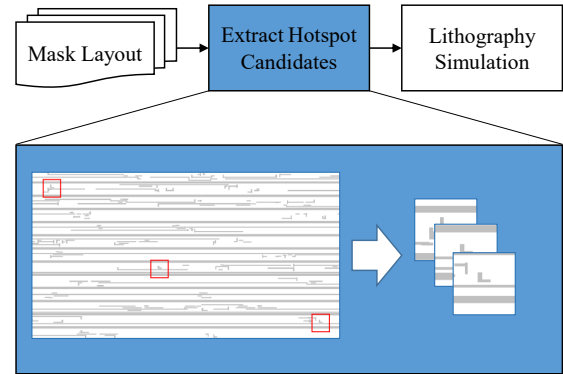 Mask Layout
Extract Hotspot
Candidates
Lithography
Simulation